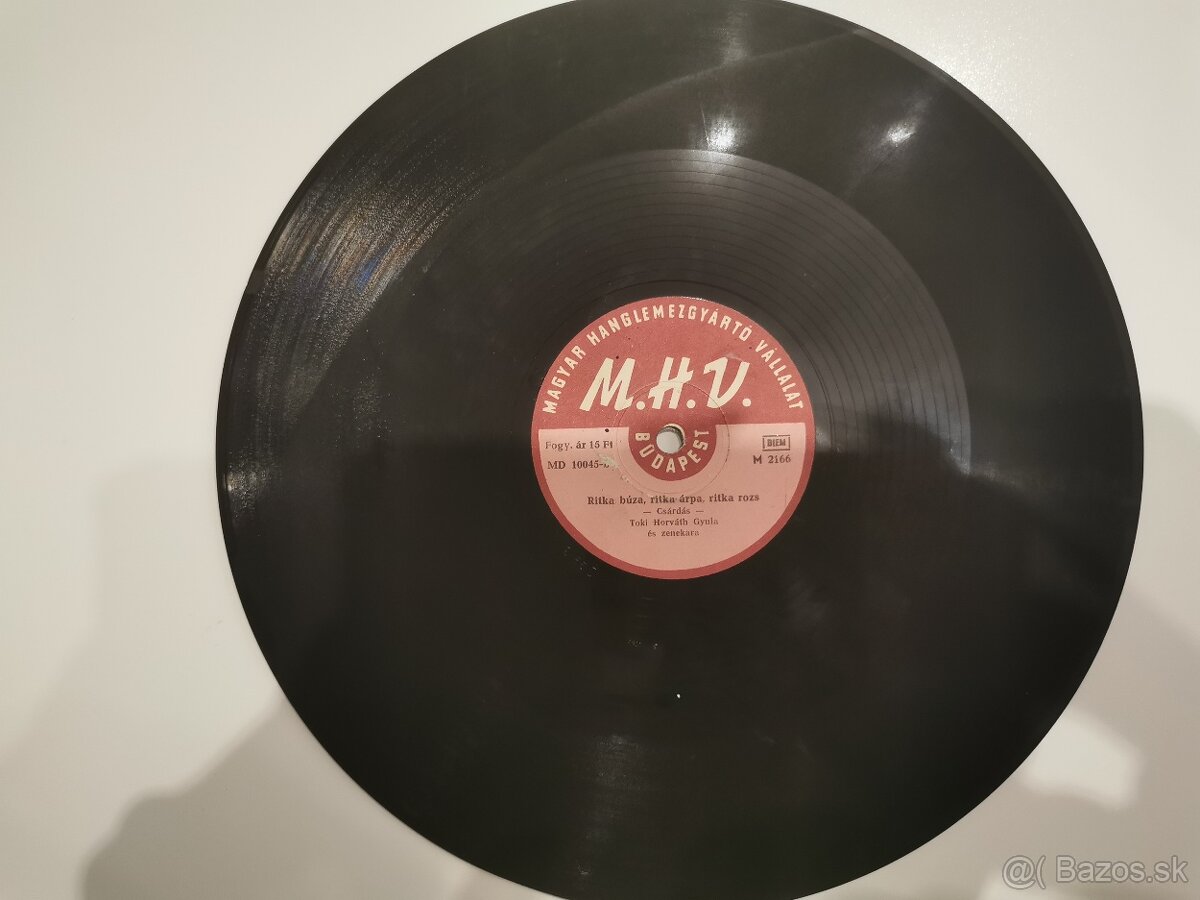 MAGYAR HANGLEMEZGYÁRTÓ VÁLLALAT
M.H.V.
BUDAPEST
Fogy. ár 15 Ft
BIEM
MD 10045-
M 2166
Ritka búza, ritka árpa, ritka rozs
— Csárdás —
Toki Horváth Gyula
és zenekara
@( Bazos.sk